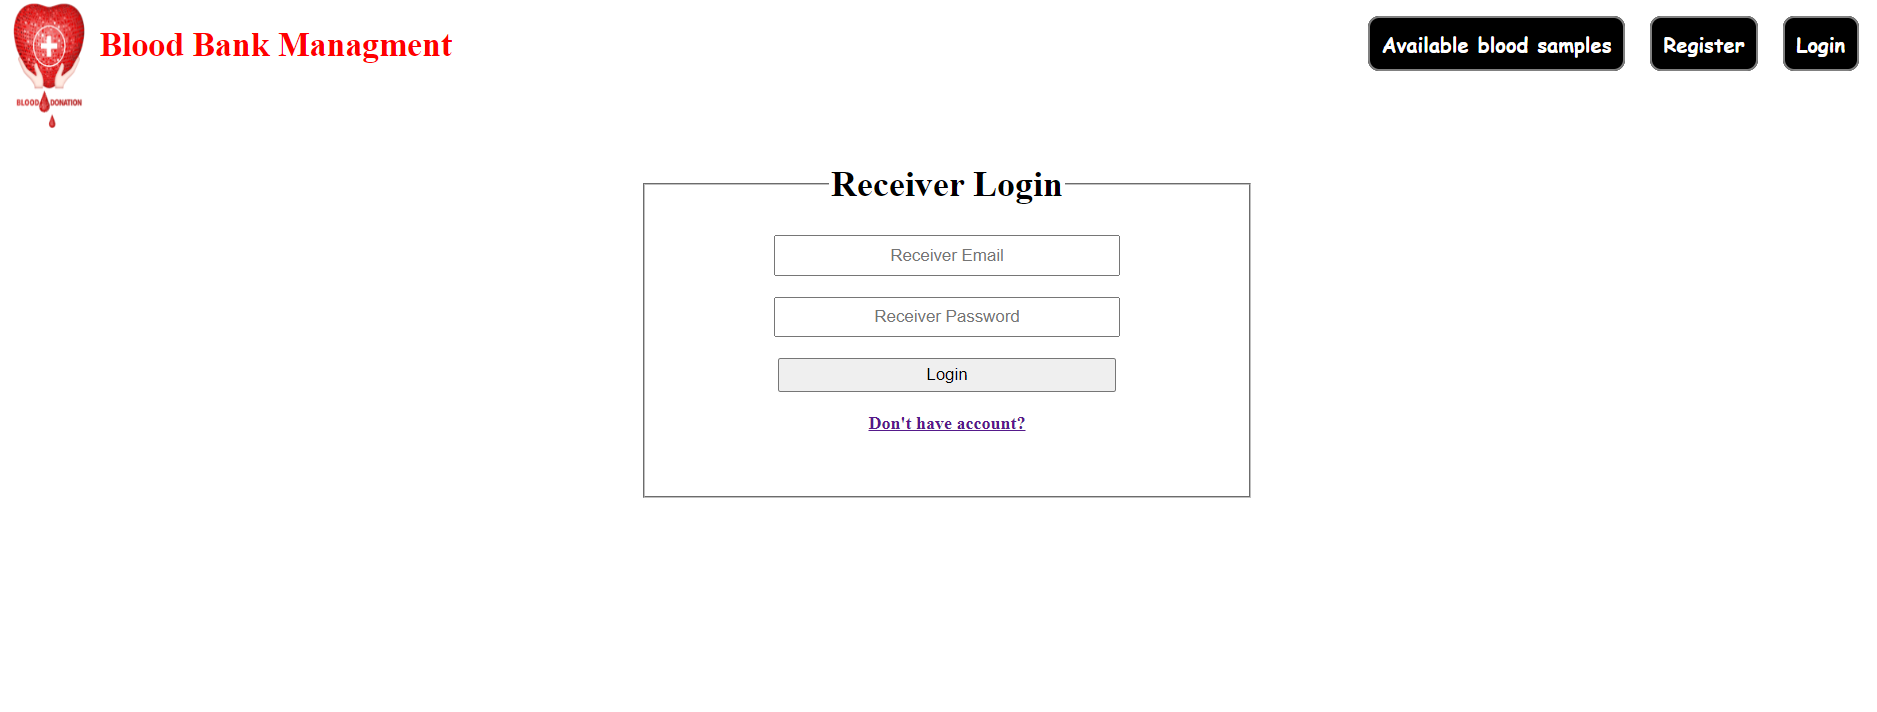 Blood Bank Managment
Available blood samples
Register
Login
BLOOD DONATION
Receiver Login
Receiver Email
Receiver Password
Login
Don't have account?